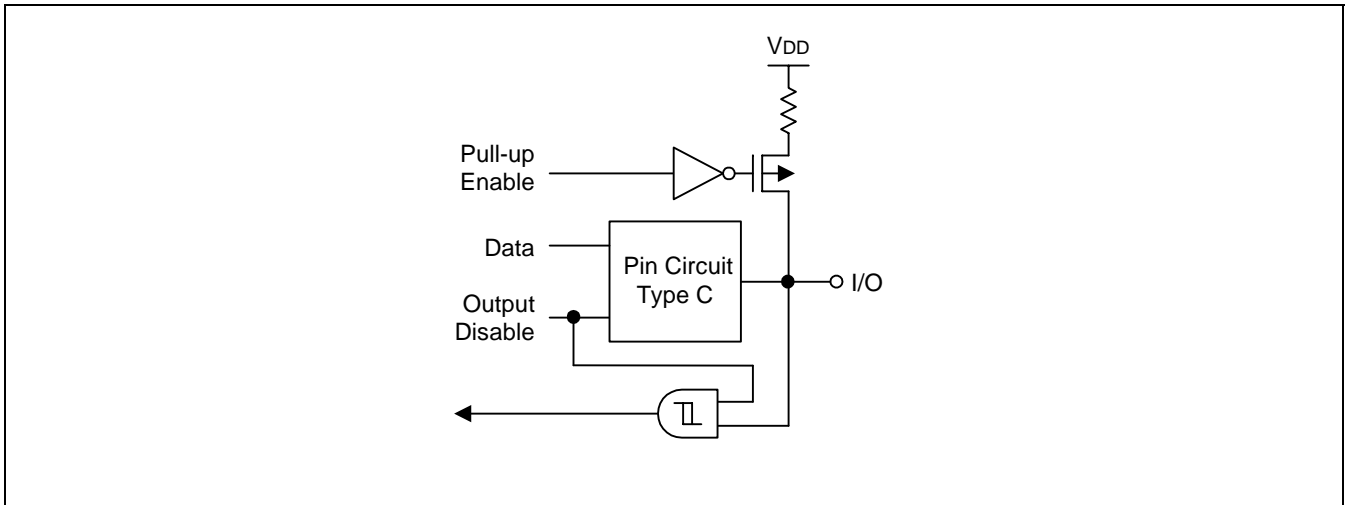 VDD
Pull-up
Enable
Data
Pin Circuit
Type C
I/O
Output
Disable